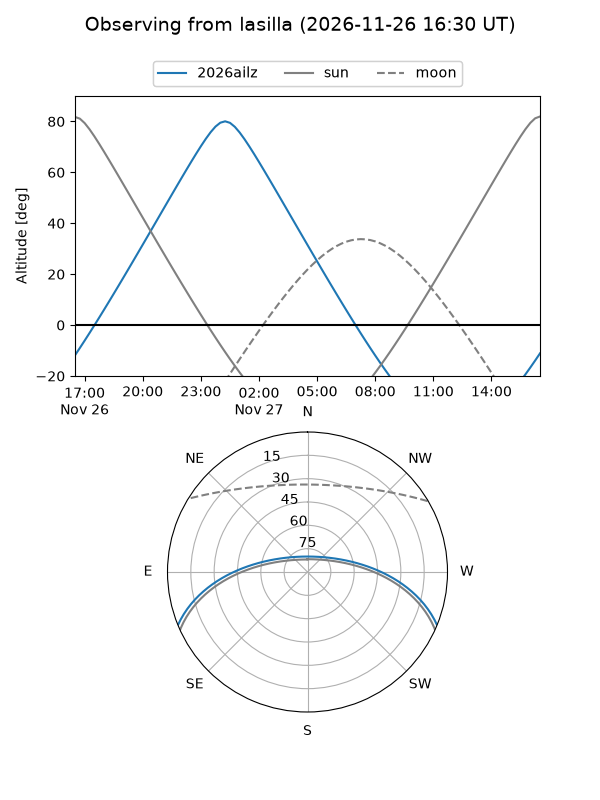 Observing from lasilla (2026-11-26 16:30 UT)
2026ailz sun moon
Altitude [deg]
80
60
40
20
0
−20
17:00 20:00 23:00 02:00 05:00 08:00 11:00 14:00
Nov 26 Nov 27
N
NE NW
15
30
45
60
75
E W
SE SW
S